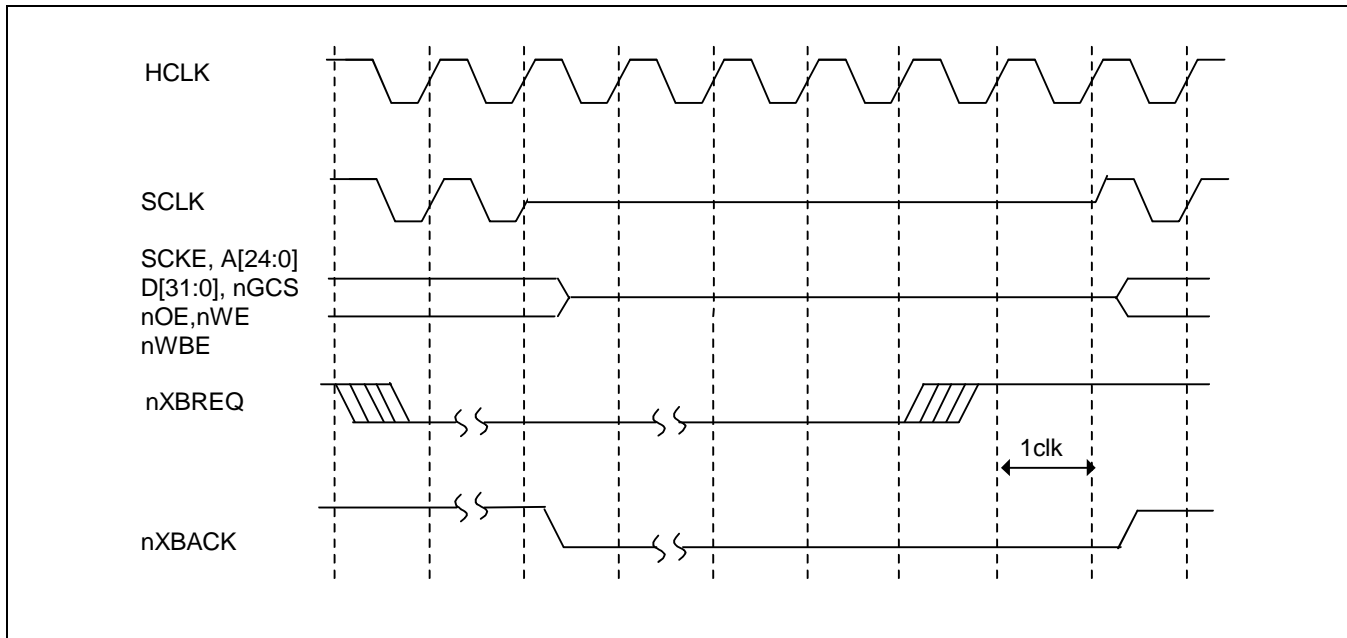 HCLK
SCLK
SCKE, A[24:0]
D[31:0], nGCS
nOE,nWE
nWBE
nXBREQ
1clk
nXBACK